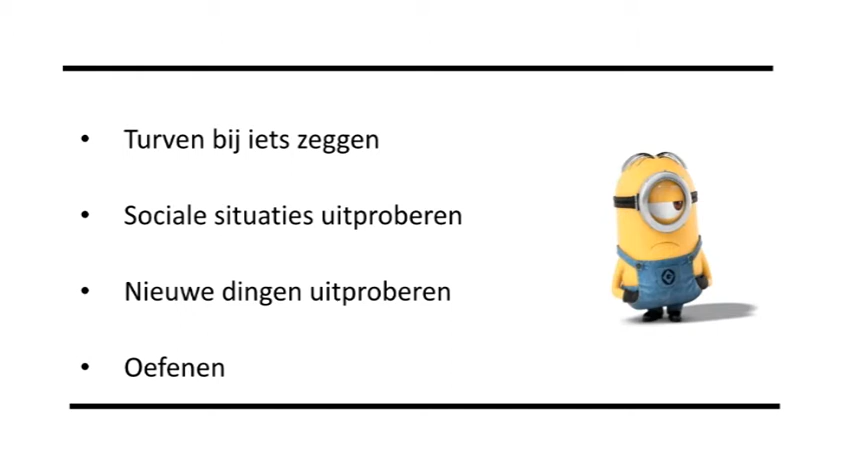 Turven bij iets zeggen
Sociale situaties uitproberen
Nieuwe dingen uitproberen
Oefenen